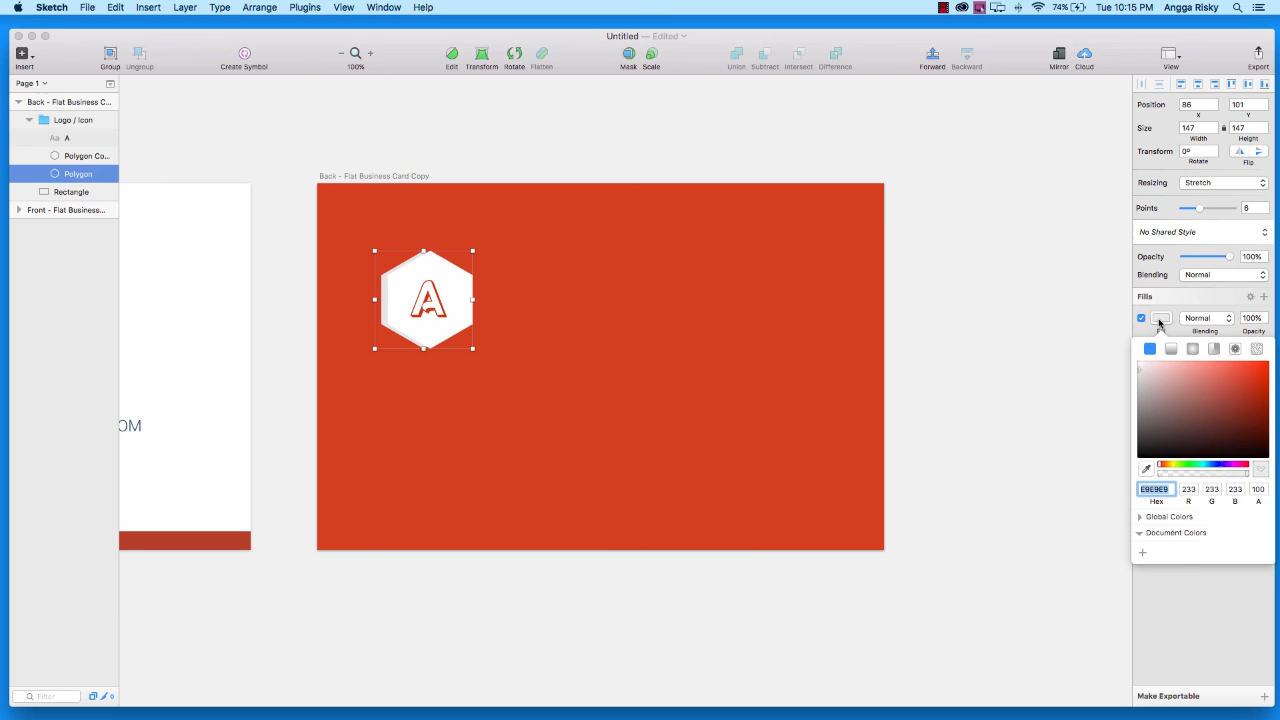 Sketch File Edit Insert Layer Type Arrange Plugins View Window Help 74% Tue 10:15 PM Angga Risky
Untitled — Edited
Insert Group Ungroup Create Symbol 100% Edit Transform Rotate Flatten Mask Scale Union Subtract Intersect Difference Forward Backward Mirror Cloud View Export
Page 1
Back - Flat Business C...
Logo / Icon
Aa A
Polygon Co...
Polygon
Rectangle
Front - Flat Business...
Filter 0
OM
Back - Flat Business Card Copy
A
Position 86 101
X Y
Size 147 147
Width Height
Transform 0º
Rotate Flip
Resizing Stretch
Points 6
No Shared Style
Opacity 100%
Blending Normal
Fills
Normal 100%
Blending Opacity
E9E9E9 233 233 233 100
Hex R G B A
Global Colors
Document Colors
Make Exportable